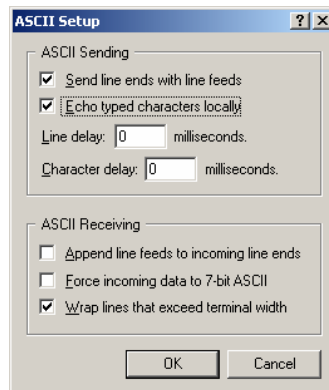 ASCII Setup
ASCII Sending
Send line ends with line feeds
Echo typed characters locally
Line delay: 0 milliseconds.
Character delay: 0 milliseconds.
ASCII Receiving
Append line feeds to incoming line ends
Force incoming data to 7-bit ASCII
Wrap lines that exceed terminal width
OK Cancel